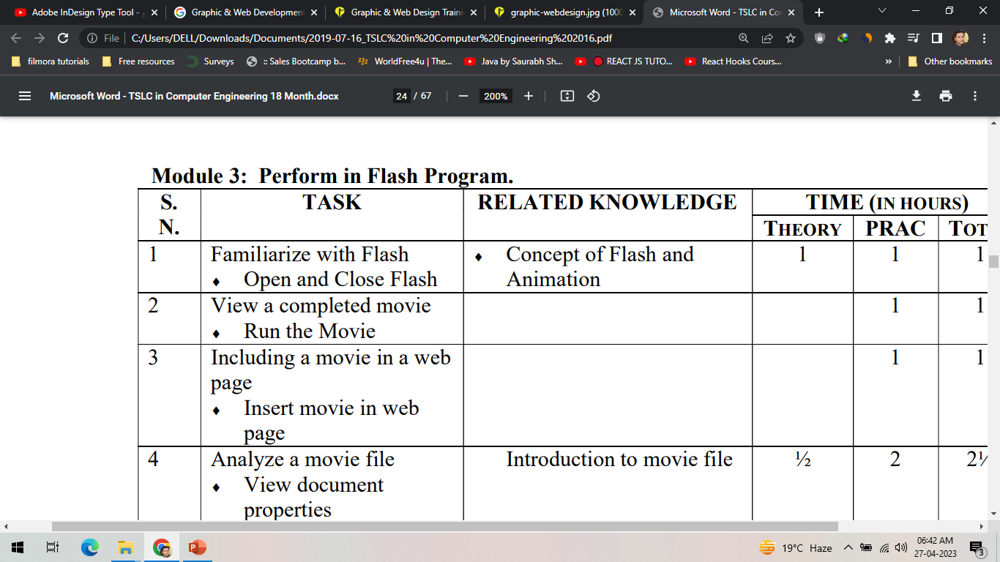 Adobe InDesign Type Tool -
Graphic & Web Development
Graphic & Web Design Traini
graphic-webdesign.jpg (1000
Microsoft Word - TSLC in Co
File
C:/Users/DELL/Downloads/Documents/2019-07-16_TSLC%20in%20Computer%20Engineering%202016.pdf
filmora tutorials
Free resources
Surveys
:: Sales Bootcamp b...
WorldFree4u | The...
Java by Saurabh Sh...
REACT JS TUTO...
React Hooks Cours...
»
Other bookmarks
Microsoft Word - TSLC in Computer Engineering 18 Month.docx
24 / 67
200%
Module 3: Perform in Flash Program.
S. N. TASK RELATED KNOWLEDGE TIME (IN HOURS)
THEORY PRAC TOT
1 Familiarize with Flash ♦ Concept of Flash and 1 1 1
♦ Open and Close Flash Animation
2 View a completed movie 1 1
♦ Run the Movie
3 Including a movie in a web 1 1
page
♦ Insert movie in web
page
4 Analyze a movie file Introduction to movie file ½ 2 2½
♦ View document
properties
19°C Haze
06:42 AM
27-04-2023
3